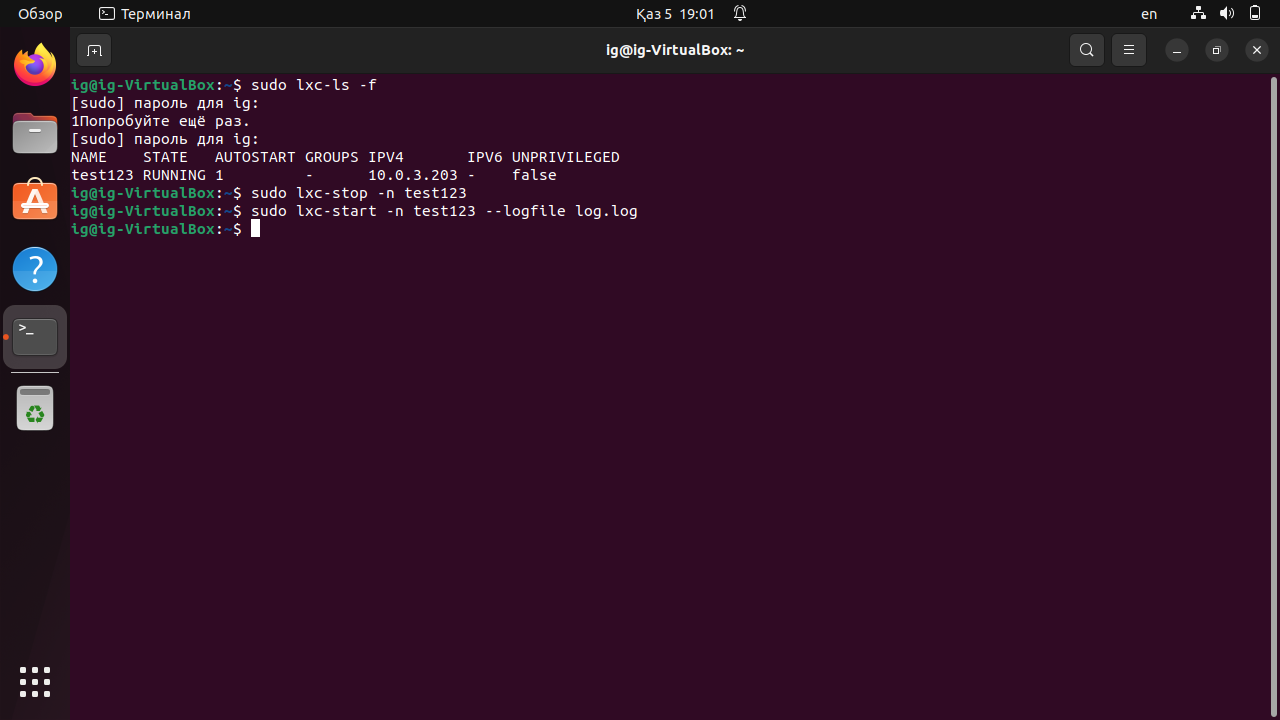 Обзор Терминал Қаз 5 19:01 en
ig@ig-VirtualBox: ~
ig@ig-VirtualBox:~$ sudo lxc-ls -f
[sudo] пароль для ig:
1Попробуйте ещё раз.
[sudo] пароль для ig:
NAME    STATE   AUTOSTART GROUPS IPV4       IPV6 UNPRIVILEGED
test123 RUNNING 1         -      10.0.3.203 -    false
ig@ig-VirtualBox:~$ sudo lxc-stop -n test123
ig@ig-VirtualBox:~$ sudo lxc-start -n test123 --logfile log.log
ig@ig-VirtualBox:~$